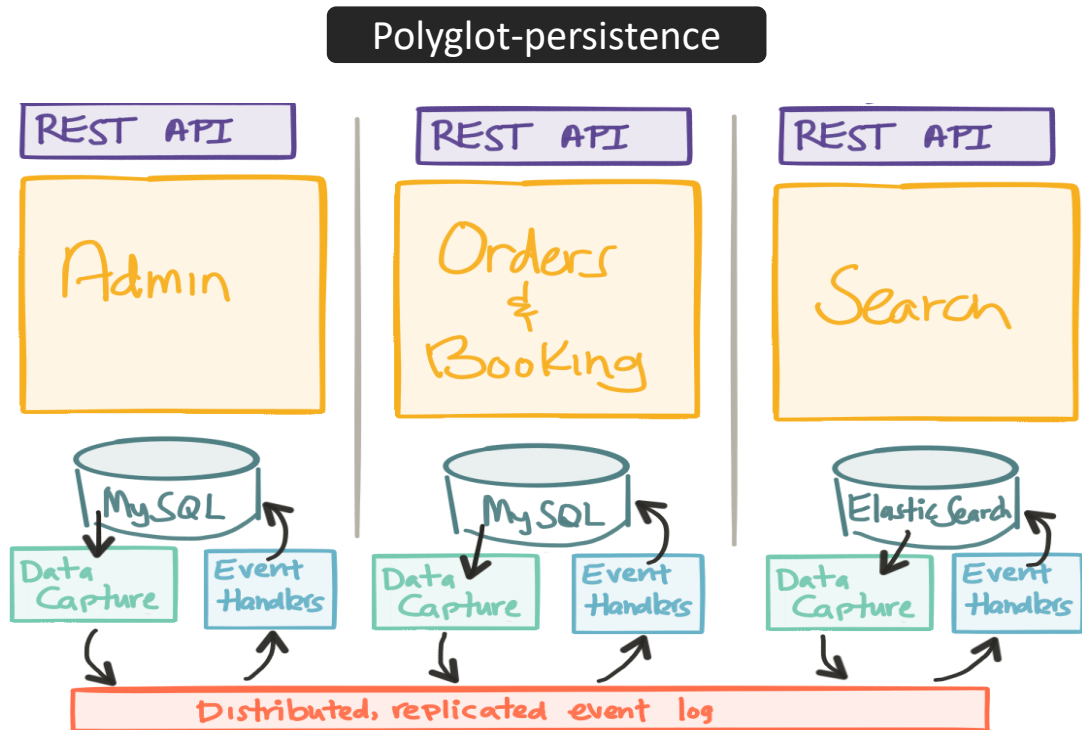 Polyglot-persistence
REST API
REST API
REST API
Admin
Orders
&
Booking
Search
MySQL
MySQL
ElasticSearch
Data
Capture
Event
Handlers
Data
Capture
Event
Handlers
Data
Capture
Event
Handlers
Distributed, replicated event log